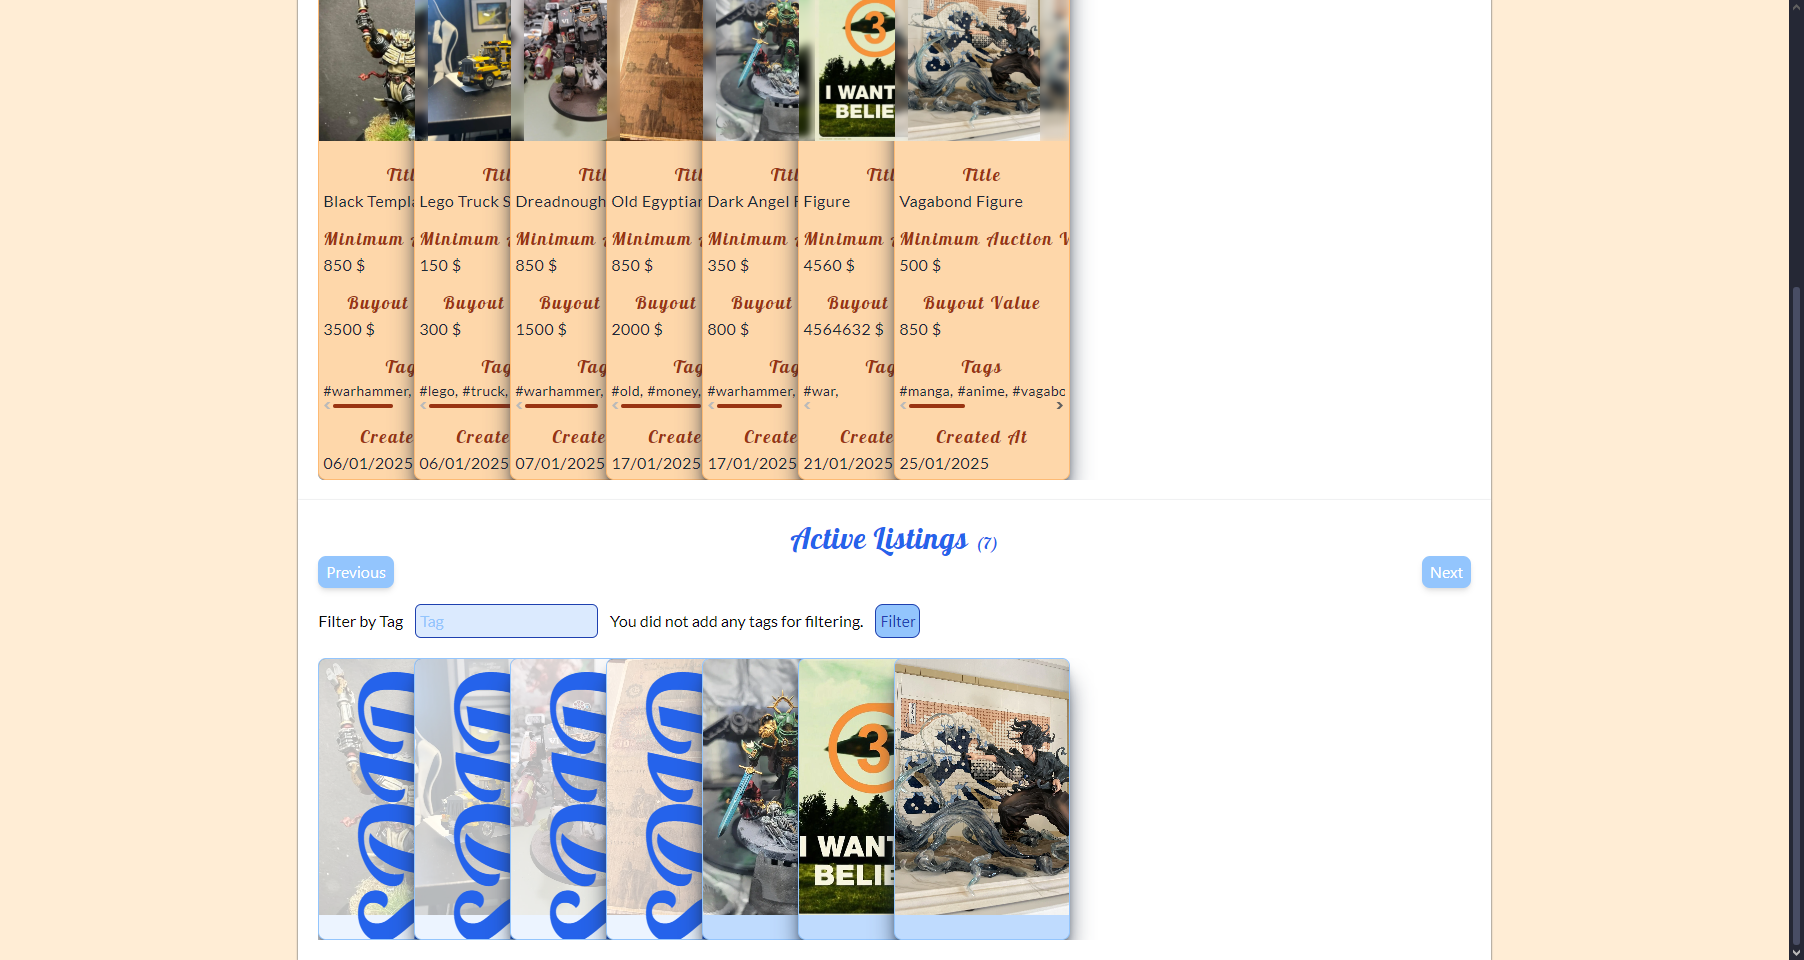 3
I WANT
BELIE
Titl Titl Titl Titl Titl Titl Title
Black Templa Lego Truck S Dreadnough Old Egyptian Dark Angel F Figure Vagabond Figure
Minimum A Minimum A Minimum A Minimum A Minimum A Minimum A Minimum Auction V
850 $ 150 $ 850 $ 850 $ 350 $ 4560 $ 500 $
Buyout Buyout Buyout Buyout Buyout Buyout Buyout Value
3500 $ 300 $ 1500 $ 2000 $ 800 $ 4564632 $ 850 $
Tag Tag Tag Tag Tag Tag Tags
#warhammer, #lego, #truck, #warhammer, #old, #money, #warhammer, #war, #manga, #anime, #vagabo
Create Create Create Create Create Create Created At
06/01/2025 06/01/2025 07/01/2025 17/01/2025 17/01/2025 21/01/2025 25/01/2025
Active Listings (7)
Previous Next
Filter by Tag Tag You did not add any tags for filtering. Filter
3
I WANT
BELIE